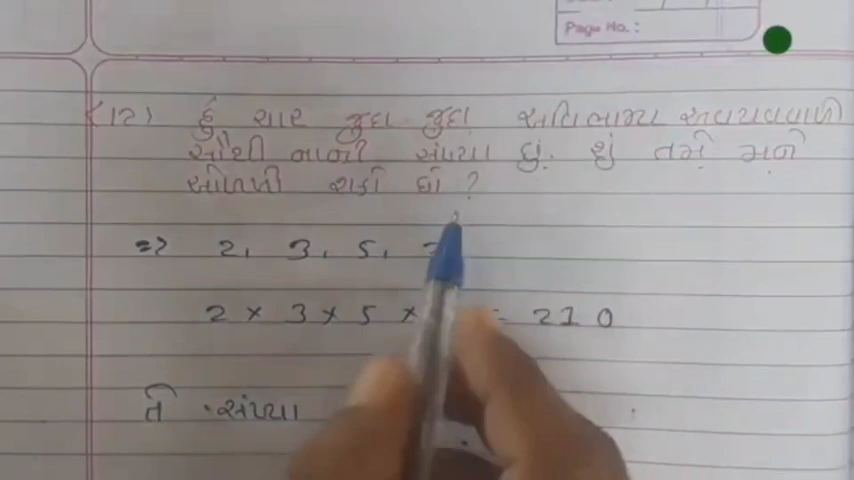 Page No.:
(12) હું ચાર જુદા જુદા અવિભાજ્ય અવયવવાળી
સૌથી નાની સંખ્યા છું. શું તમે મને
ઓળખી શકો છો ?
=> 2, 3, 5,
2 × 3 × 5 × = 210
તે સંખ્યા